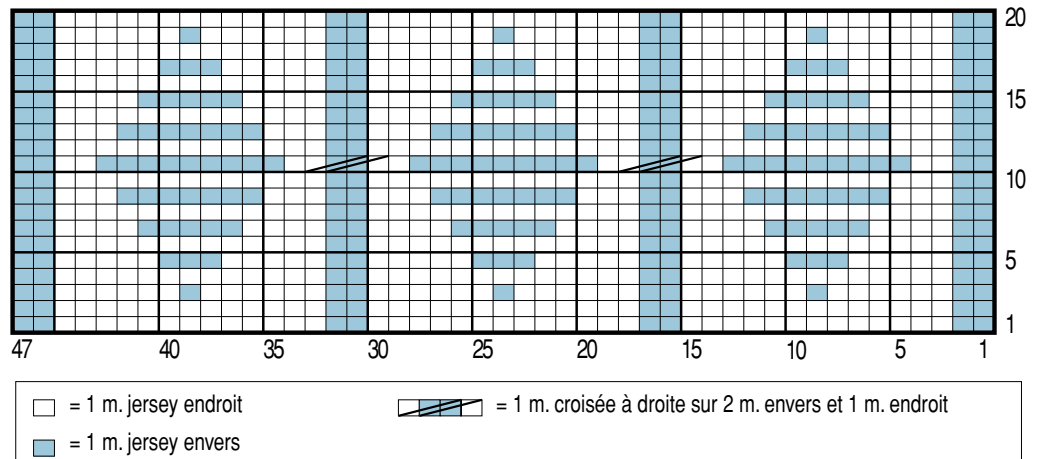 20
15
10
5
1
47 40 35 30 25 20 15 10 5 1
= 1 m. jersey endroit
= 1 m. croisée à droite sur 2 m. envers et 1 m. endroit
= 1 m. jersey envers